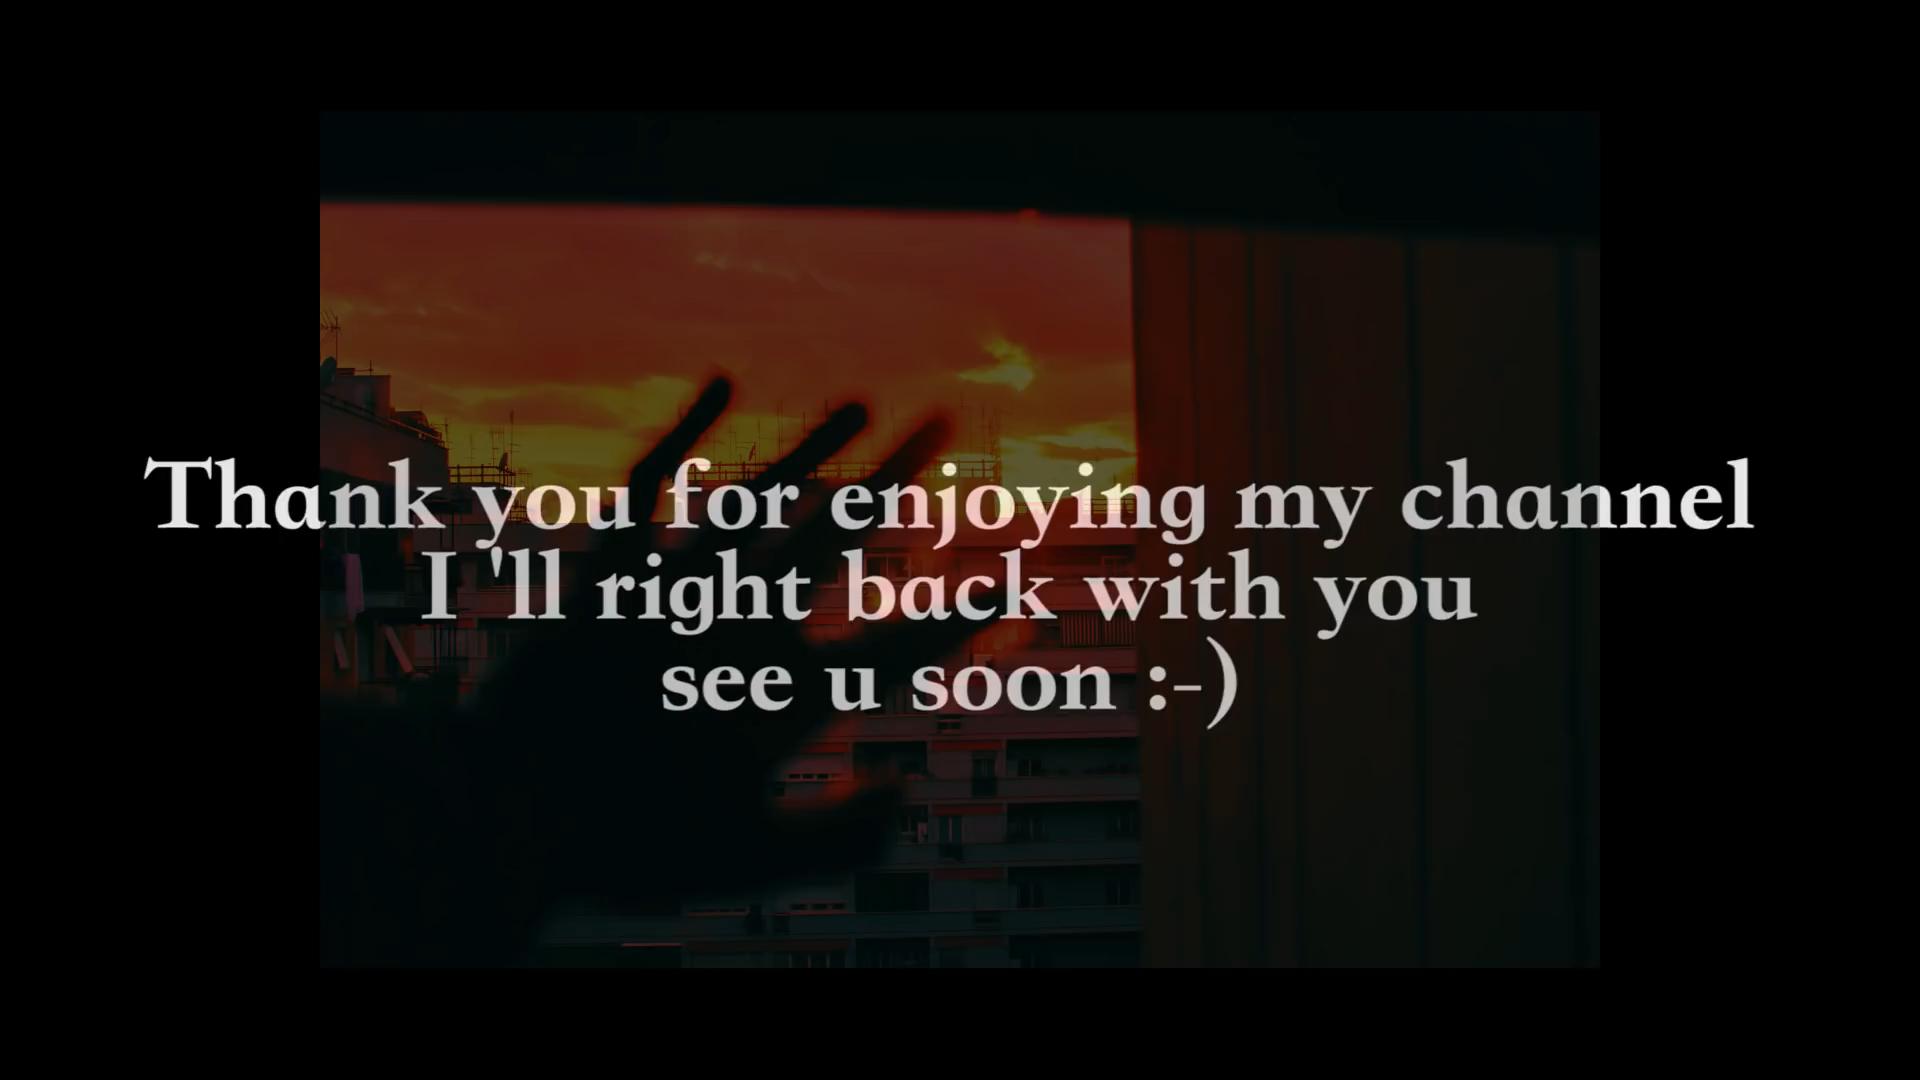 Thank you for enjoying my channel
I 'll right back with you
see u soon :-)